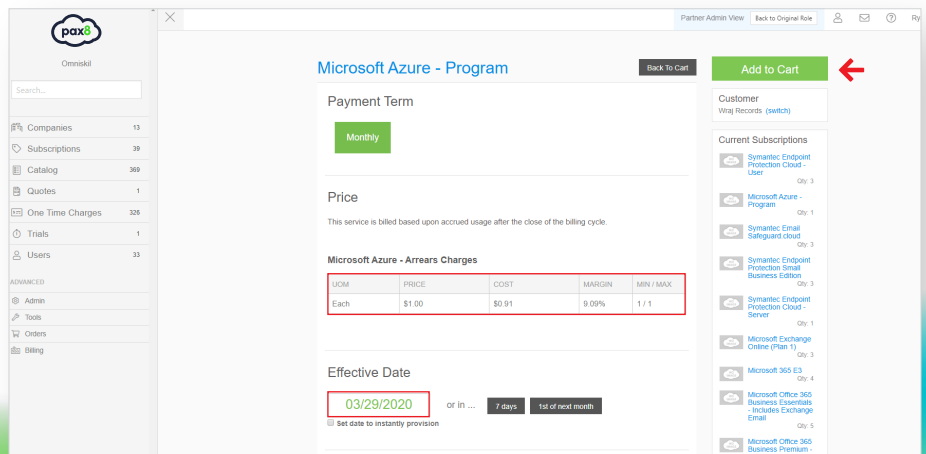 pax8
Omniskil
Search...
Companies 13
Subscriptions 39
Catalog 369
Quotes 1
One Time Charges 326
Trials 1
Users 33
ADVANCED
Admin
Tools
Orders
Billing
Partner Admin View Back to Original Role Ry
Microsoft Azure - Program
Back To Cart
Payment Term
Monthly
Price
This service is billed based upon accrued usage after the close of the billing cycle.
Microsoft Azure - Arrears Charges
UOM PRICE COST MARGIN MIN / MAX
Each $1.00 $0.91 9.09% 1 / 1
Effective Date
03/29/2020 or in ... 7 days 1st of next month
Set date to instantly provision
Add to Cart
Customer
Wraj Records (switch)
Current Subscriptions
Symantec Endpoint
Protection Cloud -
User
Qty: 3
Microsoft Azure -
Program
Qty: 1
Symantec Email
Safeguard.cloud
Qty: 3
Symantec Endpoint
Protection Small
Business Edition
Qty: 3
Symantec Endpoint
Protection Cloud -
Server
Qty: 1
Microsoft Exchange
Online (Plan 1)
Qty: 3
Microsoft 365 E3
Qty: 4
Microsoft Office 365
Business Essentials
- Includes Exchange
Email
Qty: 5
Microsoft Office 365
Business Premium -